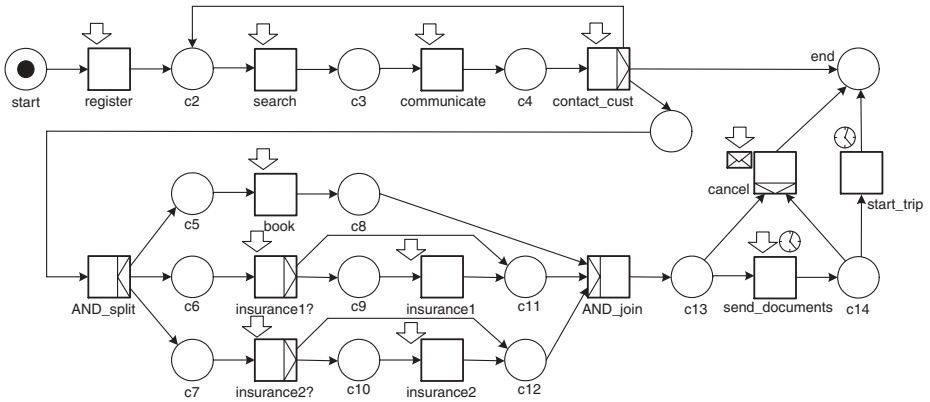 end
start
register
c2
search
c3
communicate
c4
contact_cust
cancel
start_trip
c5
book
c8
AND_split
c6
insurance1?
c9
insurance1
c11
AND_join
c13
send_documents
c14
c7
insurance2?
c10
insurance2
c12